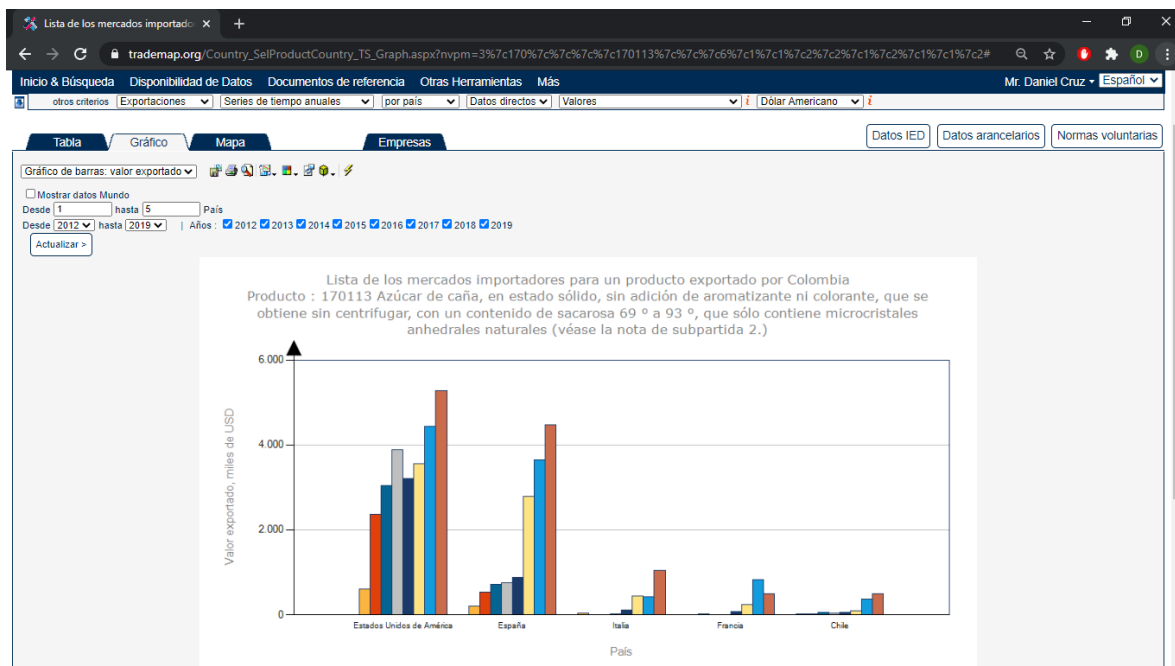 Lista de los mercados importado
trademap.org/Country_SelProductCountry_TS_Graph.aspx?nvpm=3%7c170%7c%7c%7c%7c170113%7c%7c%7c6%7c1%7c1%7c2%7c2%7c1%7c2%7c1%7c1%7c2#
D
Inicio & Búsqueda Disponibilidad de Datos Documentos de referencia Otras Herramientas Más Mr. Daniel Cruz Español
otros criterios Exportaciones Series de tiempo anuales por país Datos directos Valores i Dólar Americano i
Tabla Gráfico Mapa Empresas Datos IED Datos arancelarios Normas voluntarias
Gráfico de barras: valor exportado
Mostrar datos Mundo
Desde 1 hasta 5 País
Desde 2012 hasta 2019 | Años : 2012 2013 2014 2015 2016 2017 2018 2019
Actualizar >
Lista de los mercados importadores para un producto exportado por Colombia
Producto : 170113 Azúcar de caña, en estado sólido, sin adición de aromatizante ni colorante, que se
obtiene sin centrifugar, con un contenido de sacarosa 69 º a 93 º, que sólo contiene microcristales
anhedrales naturales (véase la nota de subpartida 2.)
6.000
4.000
2.000
0
Valor exportado, miles de USD
Estados Unidos de América España Italia Francia Chile
País